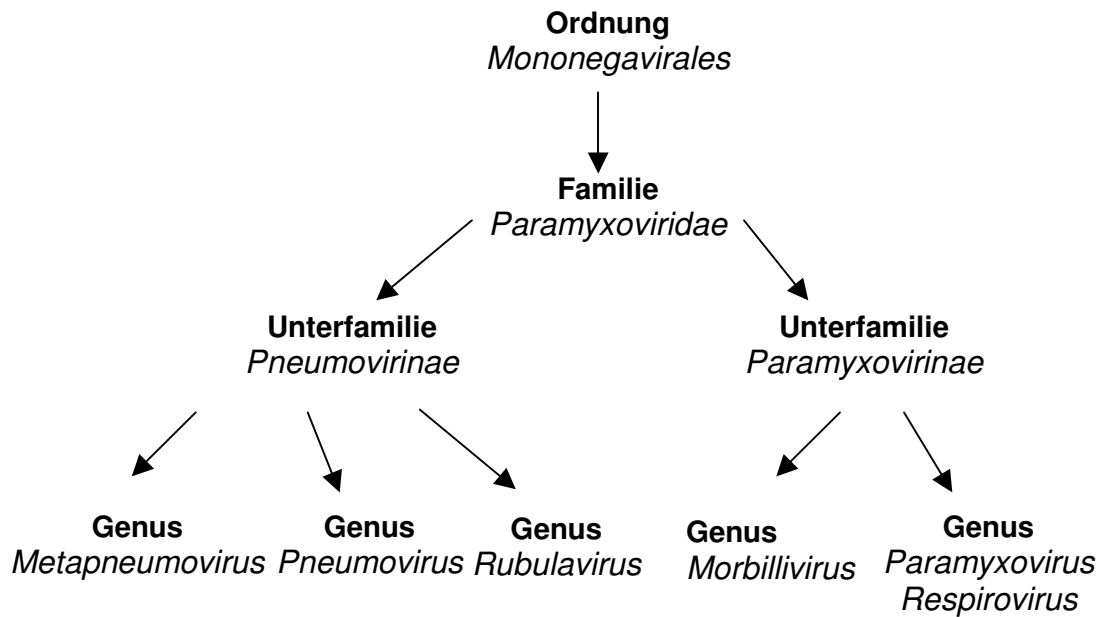 Ordnung
Mononegavirales
Familie
Paramyxoviridae
Unterfamilie
Pneumovirinae
Unterfamilie
Paramyxovirinae
Genus
Metapneumovirus
Genus
Pneumovirus
Genus
Rubulavirus
Genus
Morbillivirus
Genus
Paramyxovirus
Respirovirus